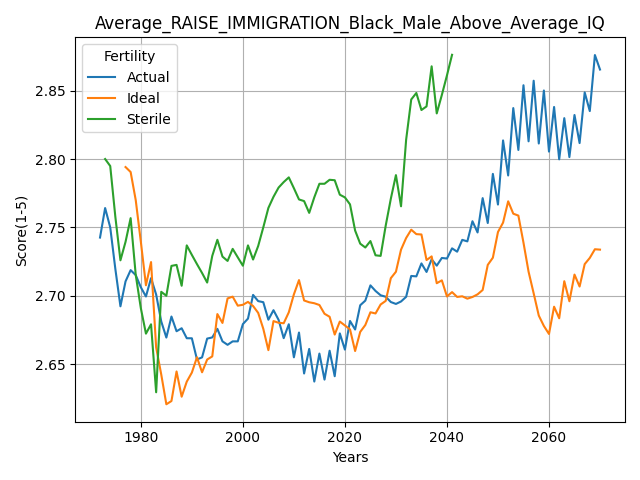 Average_RAISE_IMMIGRATION_Black_Male_Above_Average_IQ
Fertility
Actual
Ideal
Sterile
Score(1-5)
2.85
2.80
2.75
2.70
2.65
1980
2000
2020
2040
2060
Years